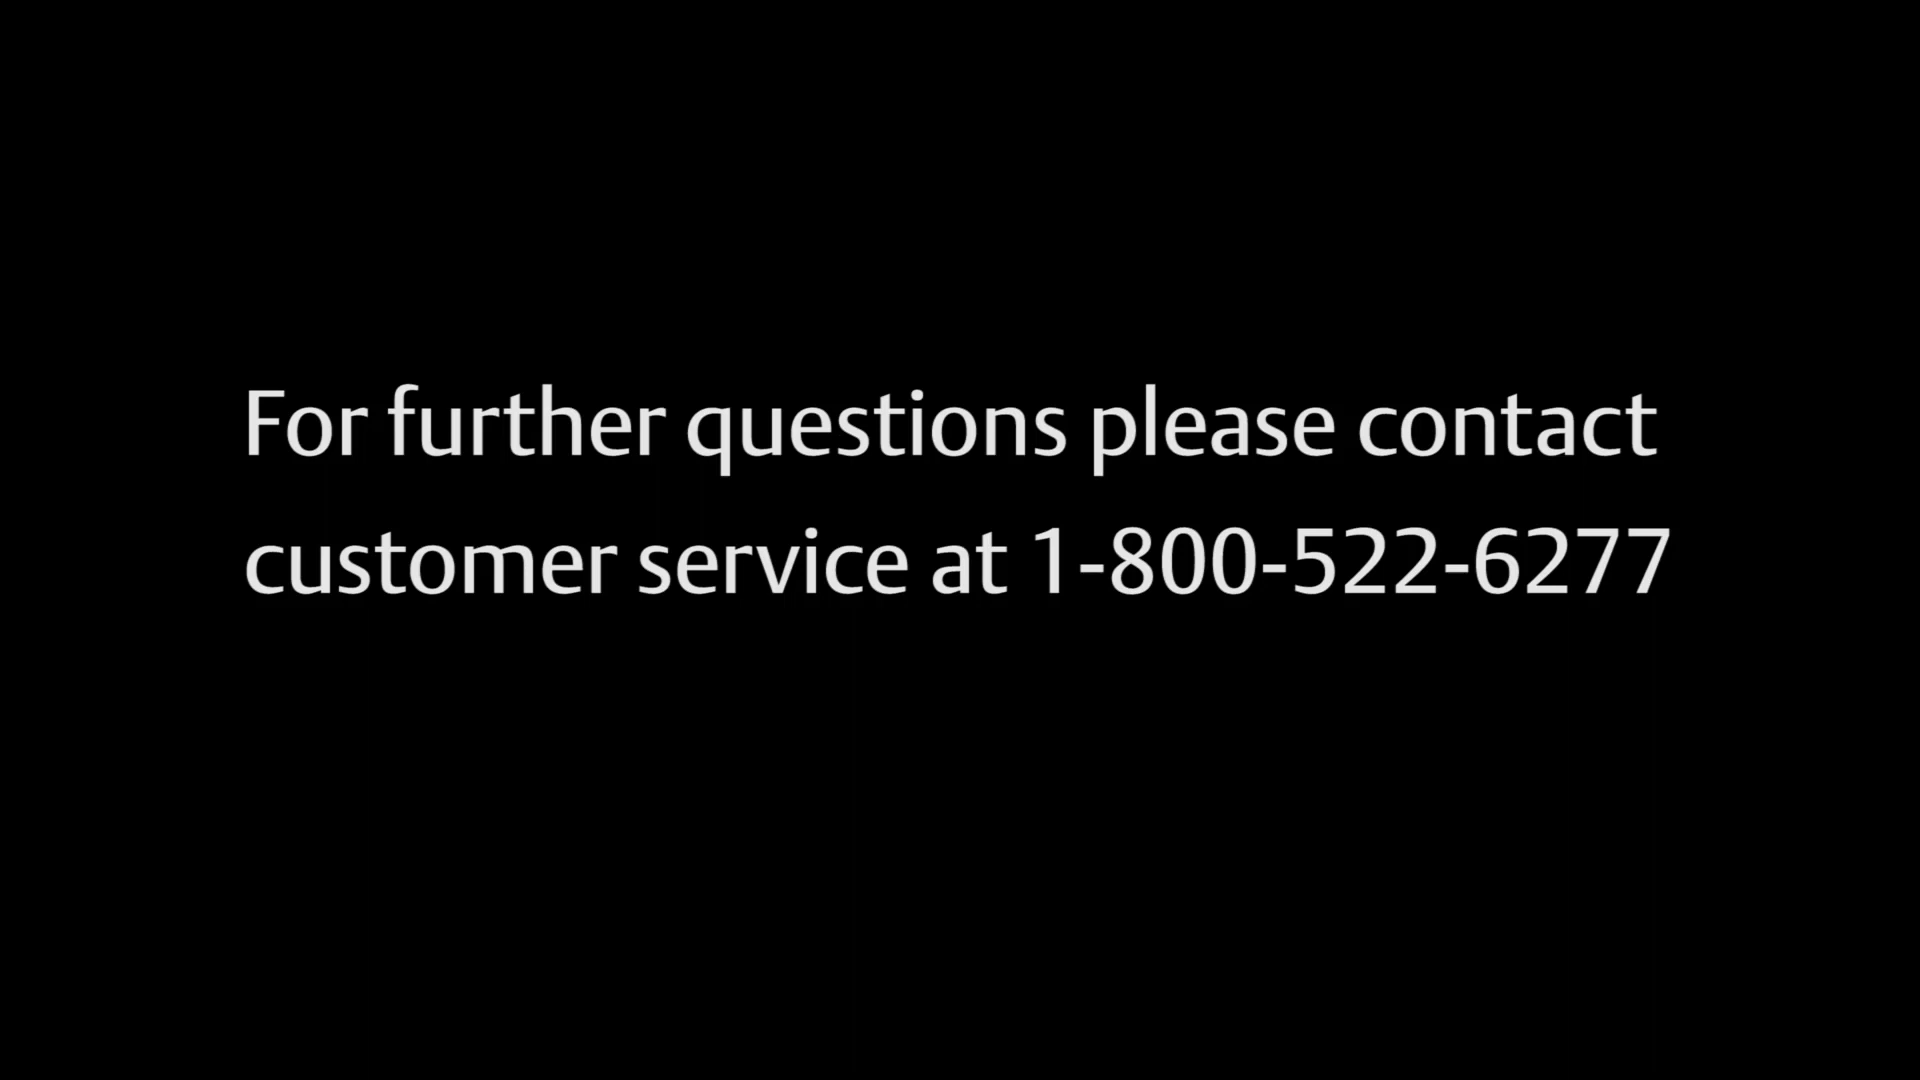 For further questions please contact
customer service at 1-800-522-6277